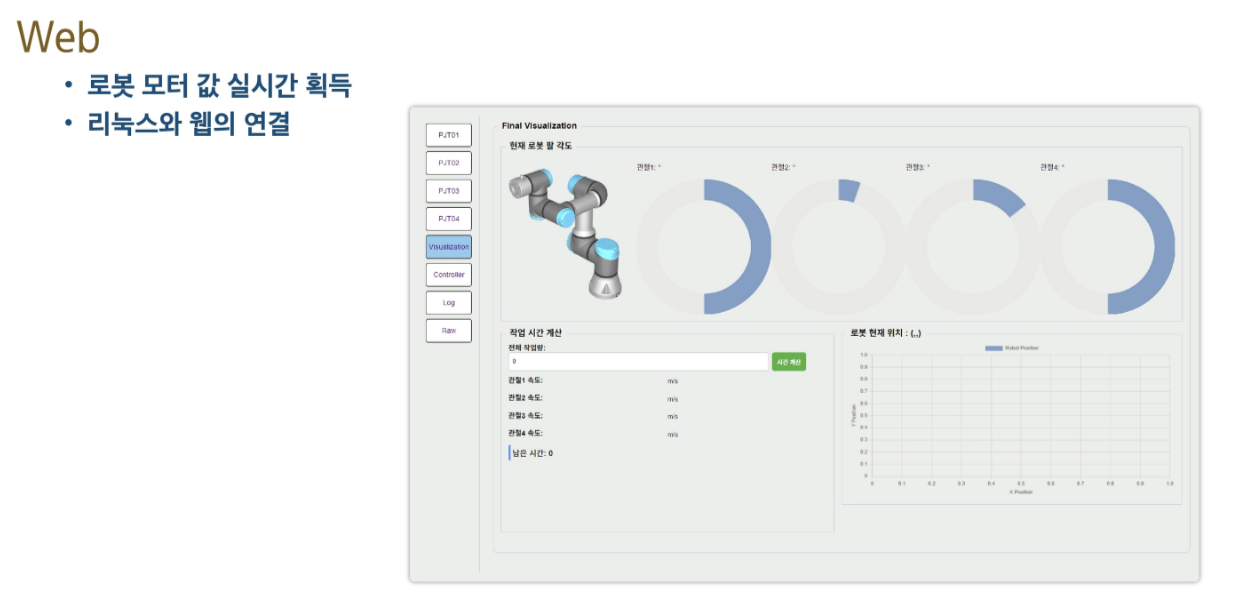 Web
• 로봇 모터 값 실시간 획득
• 리눅스와 웹의 연결
PJT01
PJT02
PJT03
PJT04
Visualization
Controller
Log
Raw
Final Visualization
현재 로봇 팔 각도
관절1: °
관절2: °
관절3: °
관절4: °
작업 시간 계산
전체 작업량:
0
시간 계산
관절1 속도: m/s
관절2 속도: m/s
관절3 속도: m/s
관절4 속도: m/s
남은 시간: 0
로봇 현재 위치 : (,,)
Robot Position
1.0
0.9
0.8
0.7
0.6
0.5
0.4
0.3
0.2
0.1
0
Y Position
0 0.1 0.2 0.3 0.4 0.5 0.6 0.7 0.8 0.9 1.0
X Position